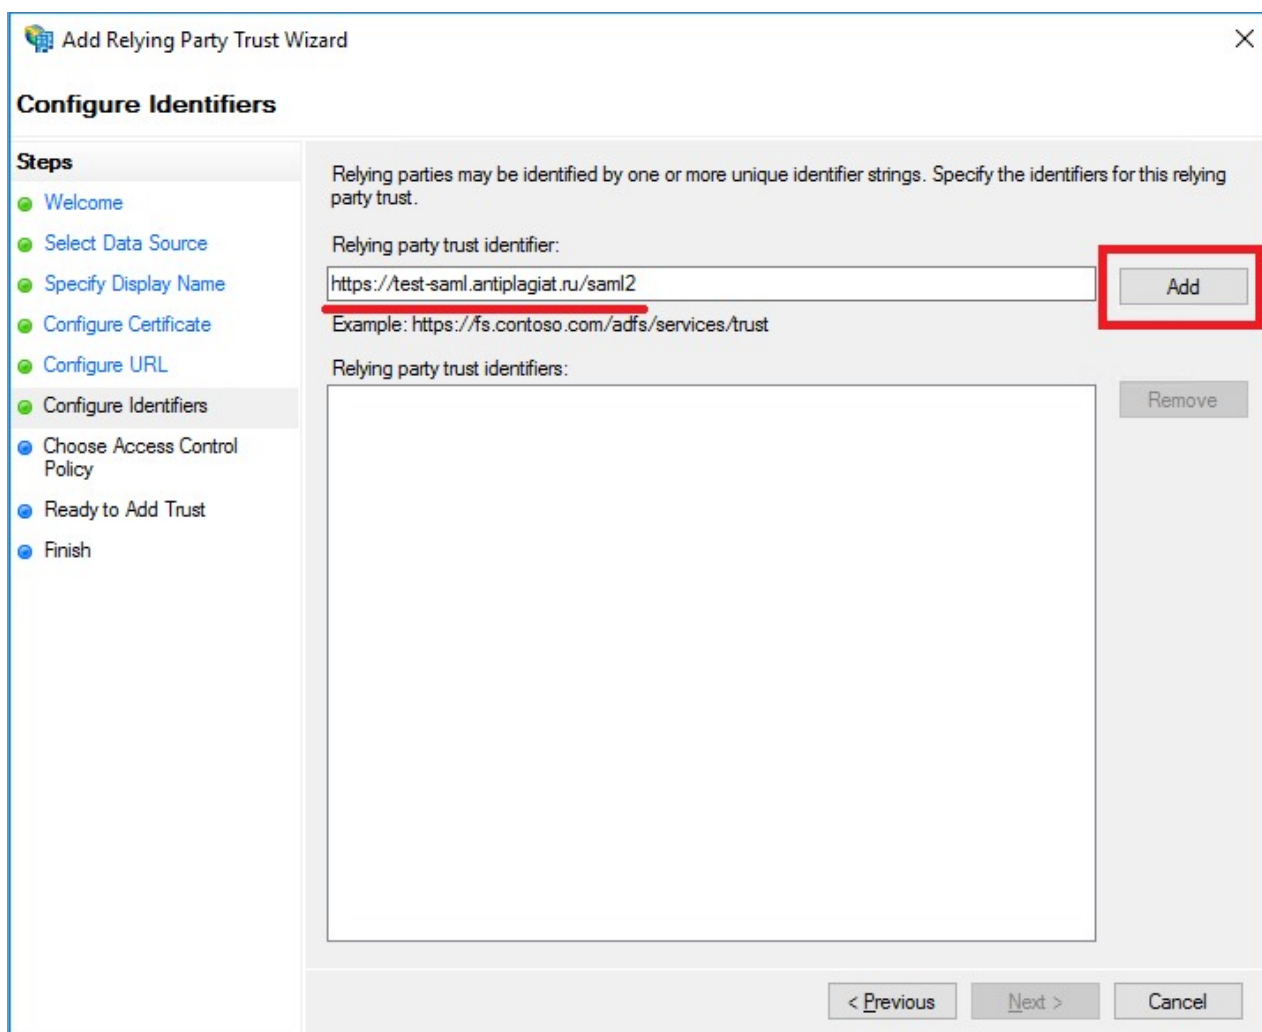 Add Relying Party Trust Wizard
Configure Identifiers
Steps
Welcome
Select Data Source
Specify Display Name
Configure Certificate
Configure URL
Configure Identifiers
Choose Access Control
Policy
Ready to Add Trust
Finish
Relying parties may be identified by one or more unique identifier strings. Specify the identifiers for this relying
party trust.
Relying party trust identifier:
https://test-saml.antiplagiat.ru/saml2
Add
Example: https://fs.contoso.com/adfs/services/trust
Relying party trust identifiers:
Remove
< Previous
Next >
Cancel